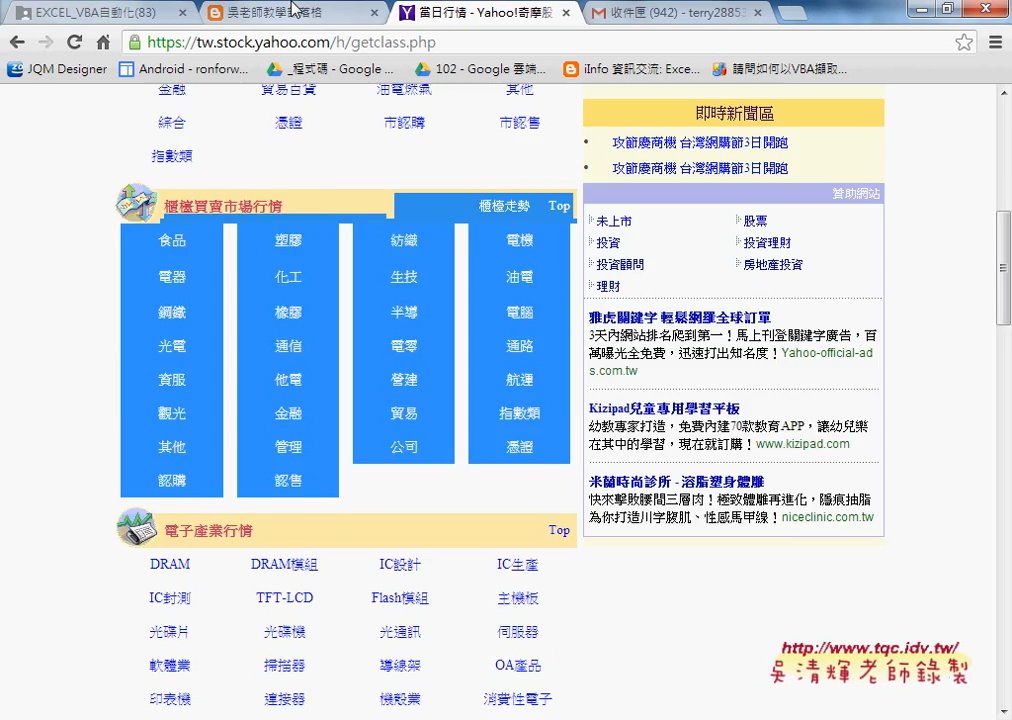 EXCEL_VBA自動化(83)
吳老師教學部落格
當日行情 - Yahoo!奇摩股
收件匣 (942) - terry28853
https://tw.stock.yahoo.com/h/getclass.php
JQM Designer
Android - ronforw...
_程式碼 - Google ...
102 - Google 雲端...
iInfo 資訊交流: Exce...
請問如何以VBA擷取...
金融 貿易百貨 油電燃氣 其他
綜合 憑證 市認購 市認售
指數類
櫃檯買賣市場行情 櫃檯走勢 Top
食品 塑膠 紡織 電機
電器 化工 生技 油電
鋼鐵 橡膠 半導 電腦
光電 通信 電零 通路
資服 他電 營建 航運
觀光 金融 貿易 指數類
其他 管理 公司 憑證
認購 認售
電子產業行情 Top
DRAM DRAM模組 IC設計 IC生產
IC封測 TFT-LCD Flash模組 主機板
光碟片 光碟機 光通訊 伺服器
軟體業 掃描器 導線架 OA產品
印表機 連接器 機殼業 消費性電子
即時新聞區
攻節慶商機 台灣網購節3日開跑
攻節慶商機 台灣網購節3日開跑
贊助網站
未上市 股票
投資 投資理財
投資顧問 房地產投資
理財
雅虎關鍵字 輕鬆網羅全球訂單
3天內網站排名爬到第一！馬上刊登關鍵字廣告，百
萬曝光全免費，迅速打出知名度！Yahoo-official-ad
s.com.tw
Kizipad兒童專用學習平板
幼教專家打造，免費內建70款教育APP，讓幼兒樂
在其中的學習，現在就訂購！www.kizipad.com
米蘭時尚診所 - 溶脂塑身體雕
快來擊敗腰間三層肉！極致體雕再進化，隱痕抽脂
為你打造川字腹肌、性感馬甲線！niceclinic.com.tw
http://www.tqc.idv.tw/
吳清輝老師錄製